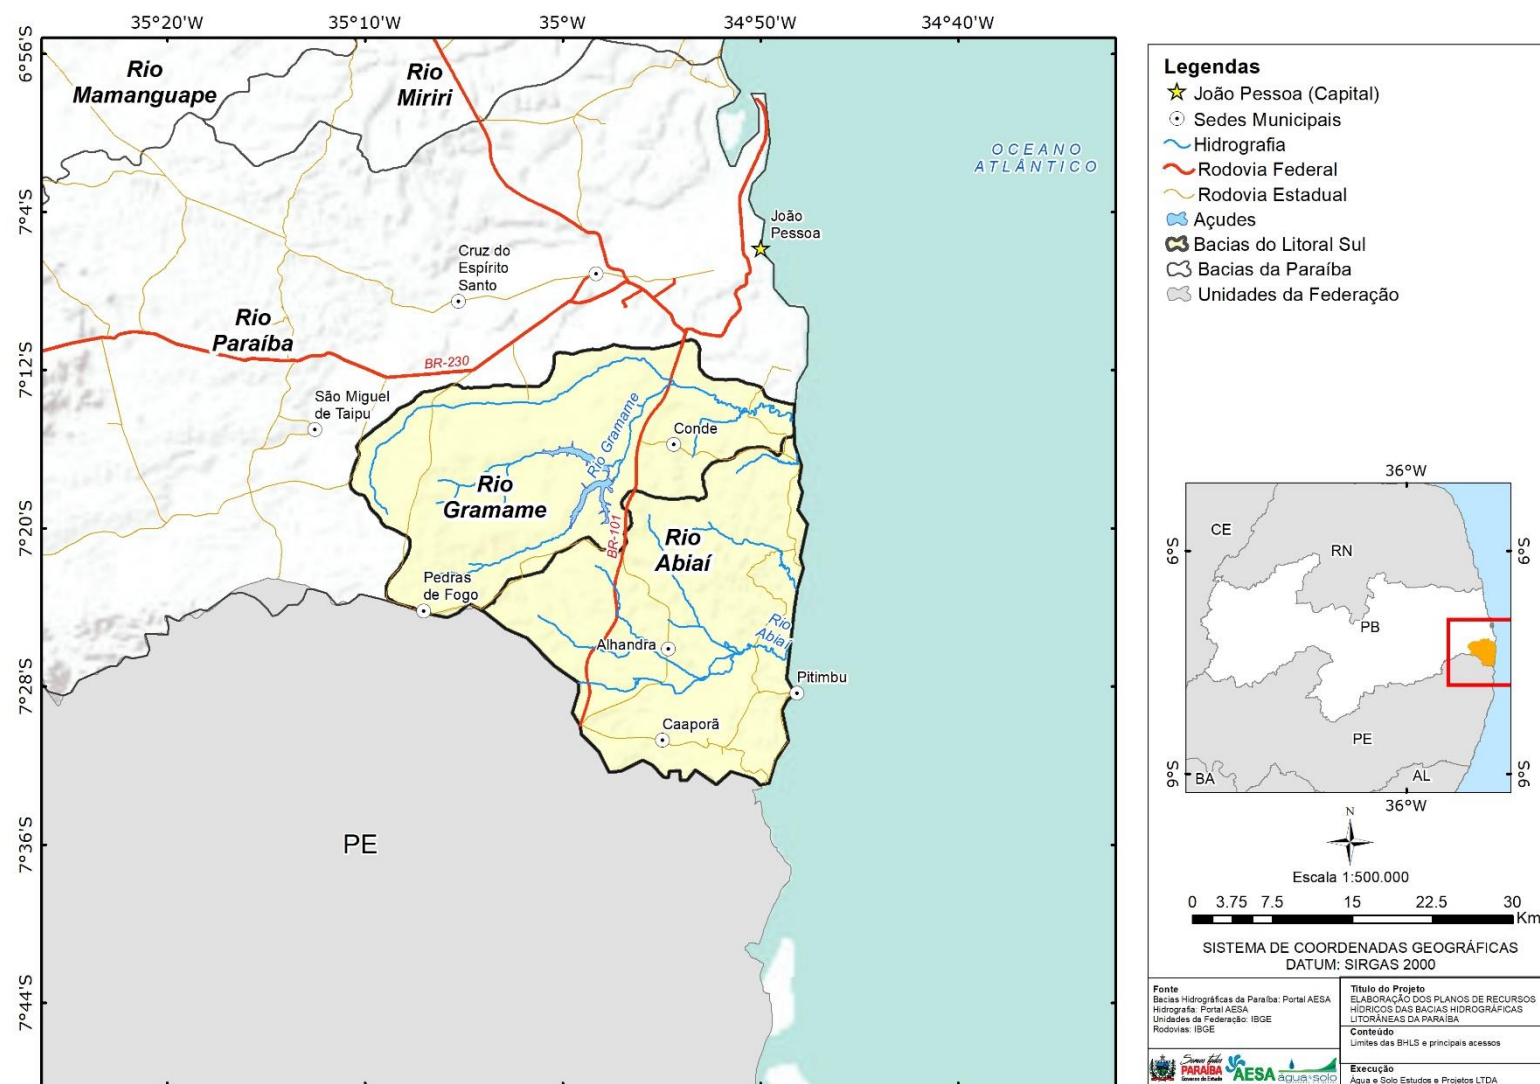 35°20'W
35°10'W
35°W
34°50'W
34°40'W
6°56'S
7°4'S
7°12'S
7°20'S
7°28'S
7°36'S
7°44'S
Rio
Mamanguape
Rio
Miriri
OCEANO
ATLÂNTICO
João
Pessoa
Cruz do
Espírito
Santo
Rio
Paraíba
BR-230
São Miguel
de Taipu
Conde
Rio Gramame
Rio
Gramame
BR-101
Rio
Abiaí
Pedras
de Fogo
Rio
Abiaí
Alhandra
Pitimbu
Caaporã
PE
Legendas
João Pessoa (Capital)
Sedes Municipais
Hidrografia
Rodovia Federal
Rodovia Estadual
Açudes
Bacias do Litoral Sul
Bacias da Paraíba
Unidades da Federação
36°W
CE
RN
6°S
6°S
PB
PE
9°S
BA
AL
9°S
36°W
N
Escala 1:500.000
0 3.75 7.5 15 22.5 30
Km
SISTEMA DE COORDENADAS GEOGRÁFICAS
DATUM: SIRGAS 2000
Fonte
Bacias Hidrográficas da Paraíba: Portal AESA
Hidrografia: Portal AESA
Unidades da Federação: IBGE
Rodovias: IBGE
Título do Projeto
ELABORAÇÃO DOS PLANOS DE RECURSOS
HÍDRICOS DAS BACIAS HIDROGRÁFICAS
LITORÂNEAS DA PARAÍBA
Conteúdo
Limites das BHLS e principais acessos
Somos todos
PARAÍBA
Governo do Estado
AESA
água e solo
Execução
Água e Solo Estudos e Projetos LTDA